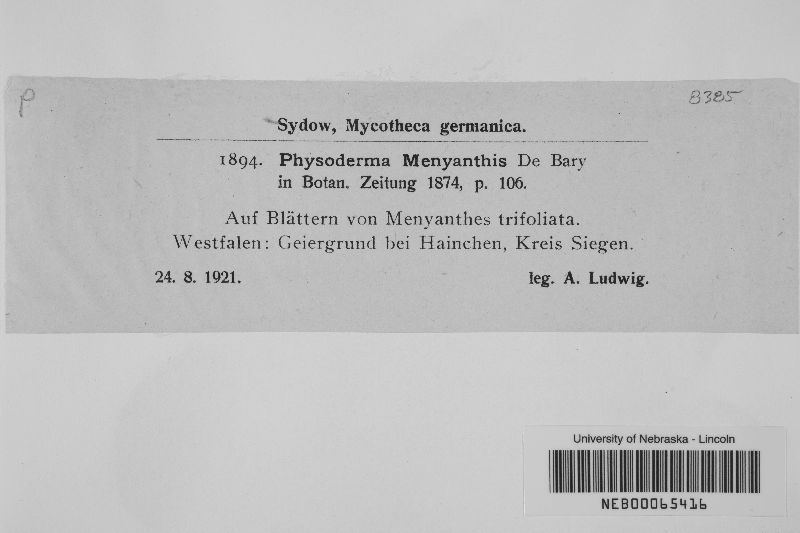 P
8385
Sydow, Mycotheca germanica.
1894. Physoderma Menyanthis De Bary
in Botan. Zeitung 1874, p. 106.
Auf Blättern von Menyanthes trifoliata.
Westfalen: Geiergrund bei Hainchen, Kreis Siegen.
24. 8. 1921. leg. A. Ludwig.
University of Nebraska - Lincoln
NEB00065416